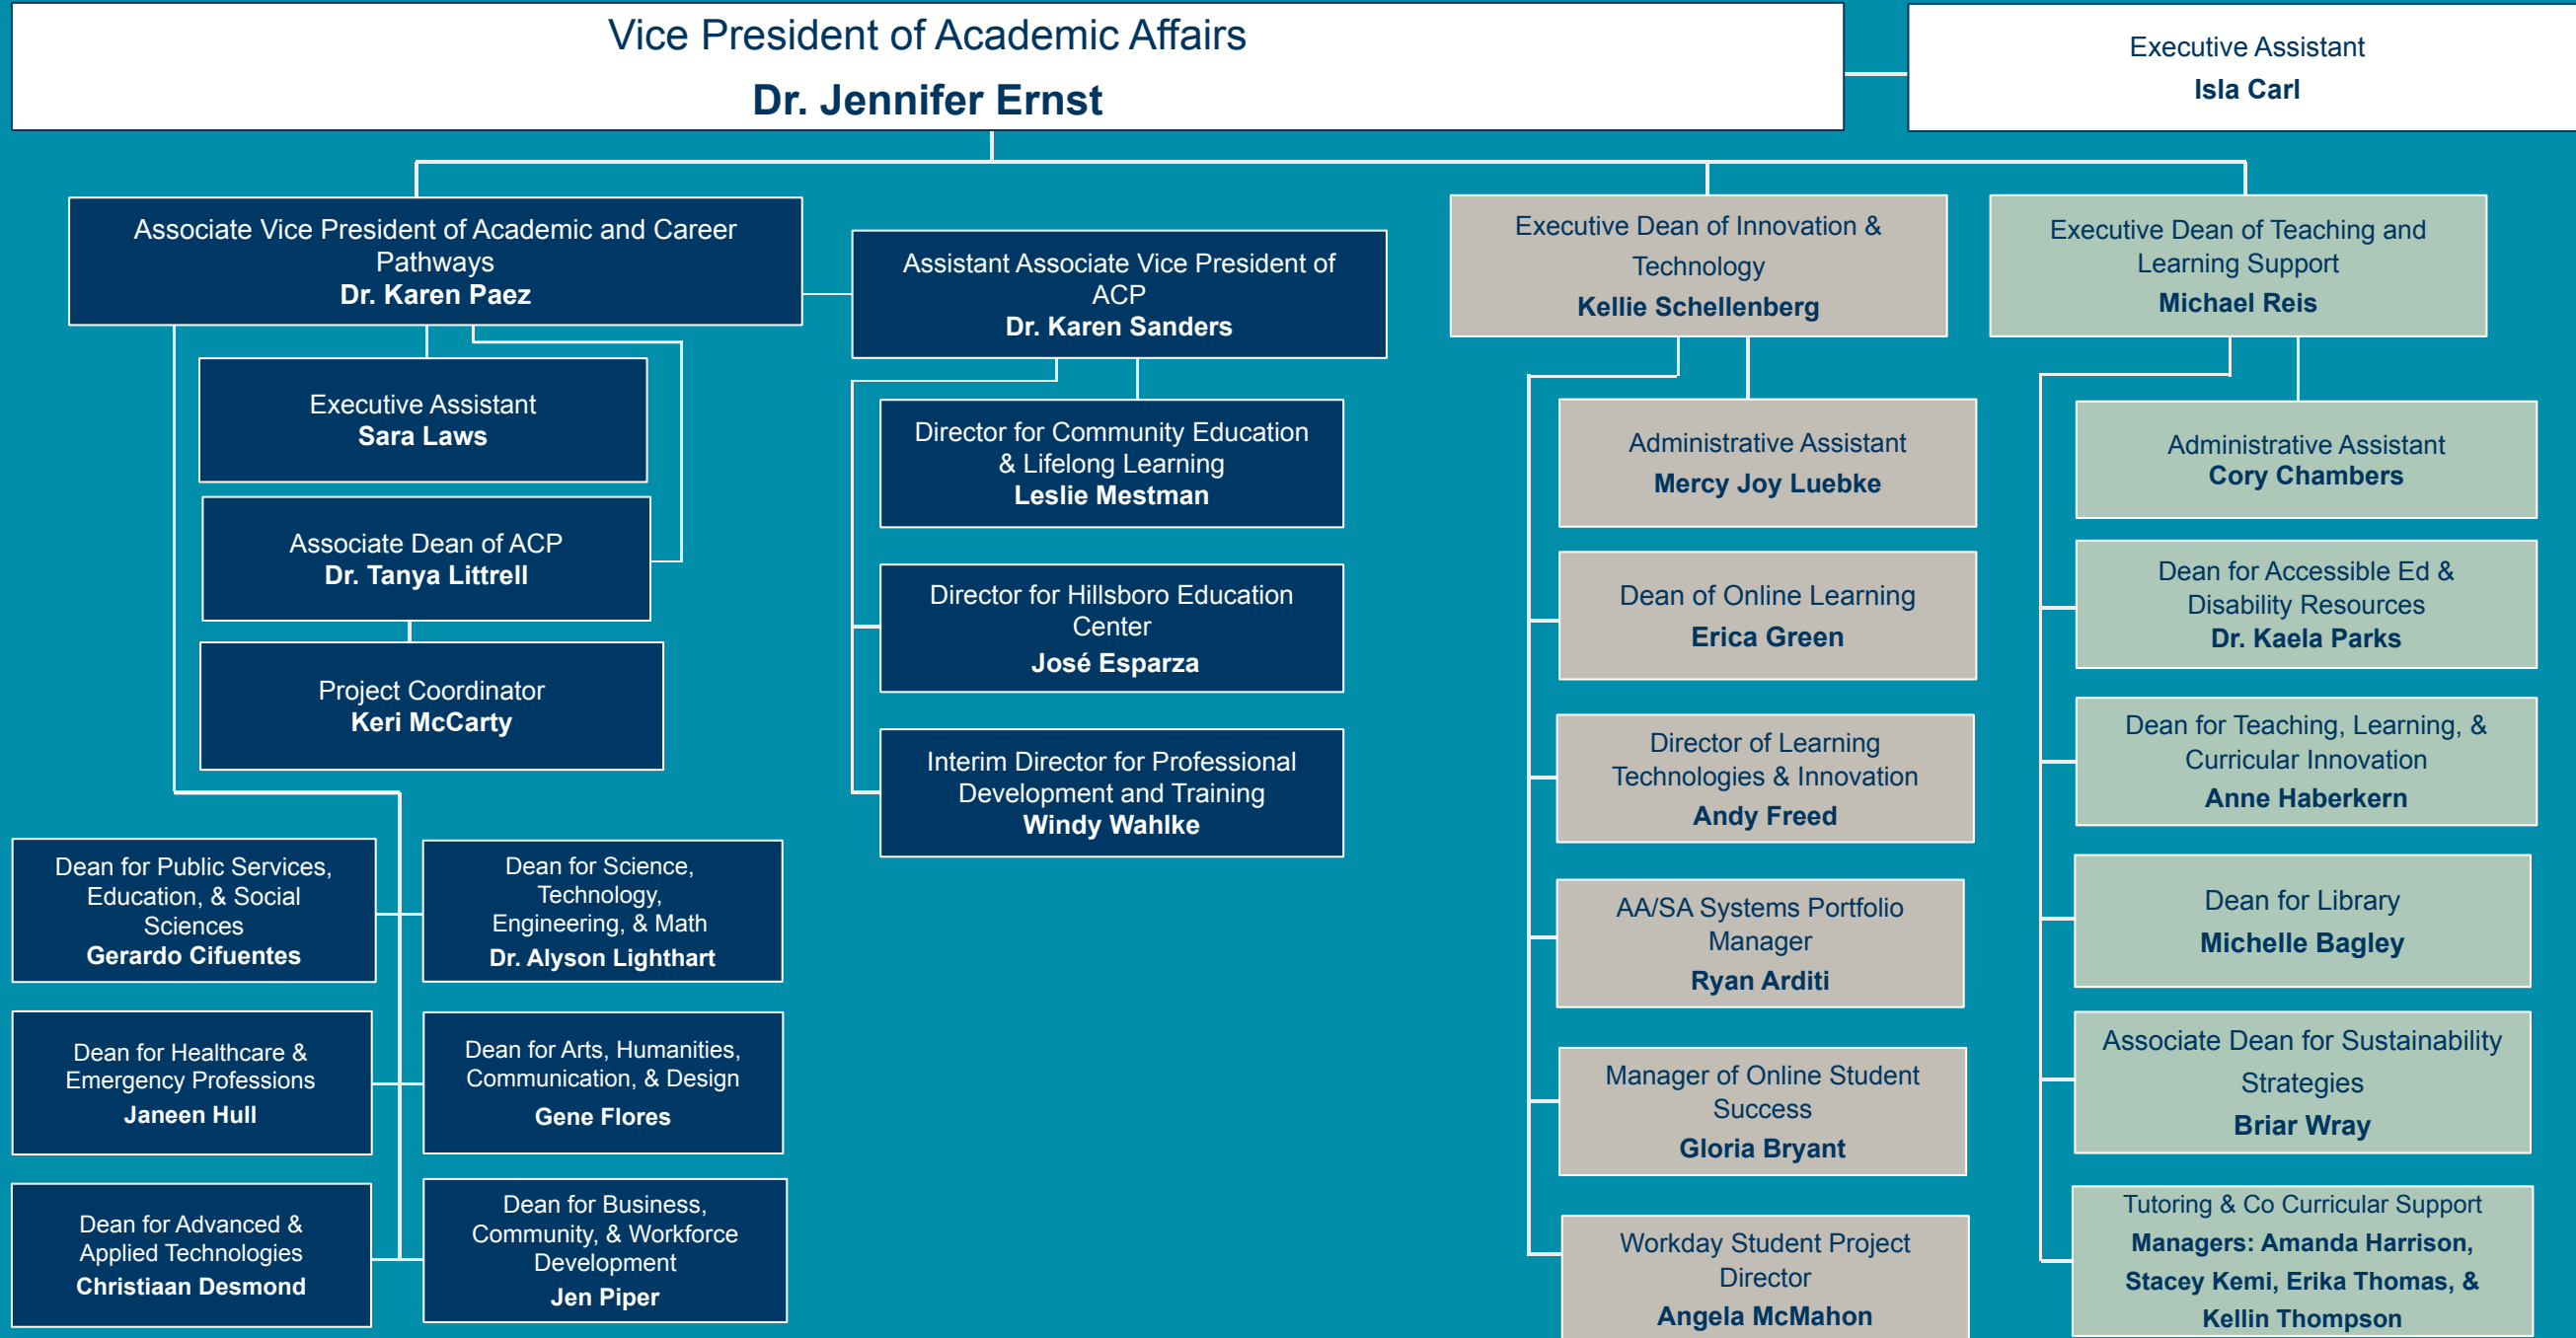 Vice President of Academic Affairs
Dr. Jennifer Ernst
Executive Assistant
Isla Carl
Associate Vice President of Academic and Career
Pathways
Dr. Karen Paez
Executive Assistant
Sara Laws
Associate Dean of ACP
Dr. Tanya Littrell
Project Coordinator
Keri McCarty
Dean for Public Services,
Education, & Social
Sciences
Gerardo Cifuentes
Dean for Science,
Technology,
Engineering, & Math
Dr. Alyson Lighthart
Dean for Healthcare &
Emergency Professions
Janeen Hull
Dean for Arts, Humanities,
Communication, & Design
Gene Flores
Dean for Advanced &
Applied Technologies
Christiaan Desmond
Dean for Business,
Community, & Workforce
Development
Jen Piper
Assistant Associate Vice President of
ACP
Dr. Karen Sanders
Director for Community Education
& Lifelong Learning
Leslie Mestman
Director for Hillsboro Education
Center
José Esparza
Interim Director for Professional
Development and Training
Windy Wahlke
Executive Dean of Innovation &
Technology
Kellie Schellenberg
Administrative Assistant
Mercy Joy Luebke
Dean of Online Learning
Erica Green
Director of Learning
Technologies & Innovation
Andy Freed
AA/SA Systems Portfolio
Manager
Ryan Arditi
Manager of Online Student
Success
Gloria Bryant
Workday Student Project
Director
Angela McMahon
Executive Dean of Teaching and
Learning Support
Michael Reis
Administrative Assistant
Cory Chambers
Dean for Accessible Ed &
Disability Resources
Dr. Kaela Parks
Dean for Teaching, Learning, &
Curricular Innovation
Anne Haberkern
Dean for Library
Michelle Bagley
Associate Dean for Sustainability
Strategies
Briar Wray
Tutoring & Co Curricular Support
Managers: Amanda Harrison,
Stacey Kemi, Erika Thomas, &
Kellin Thompson